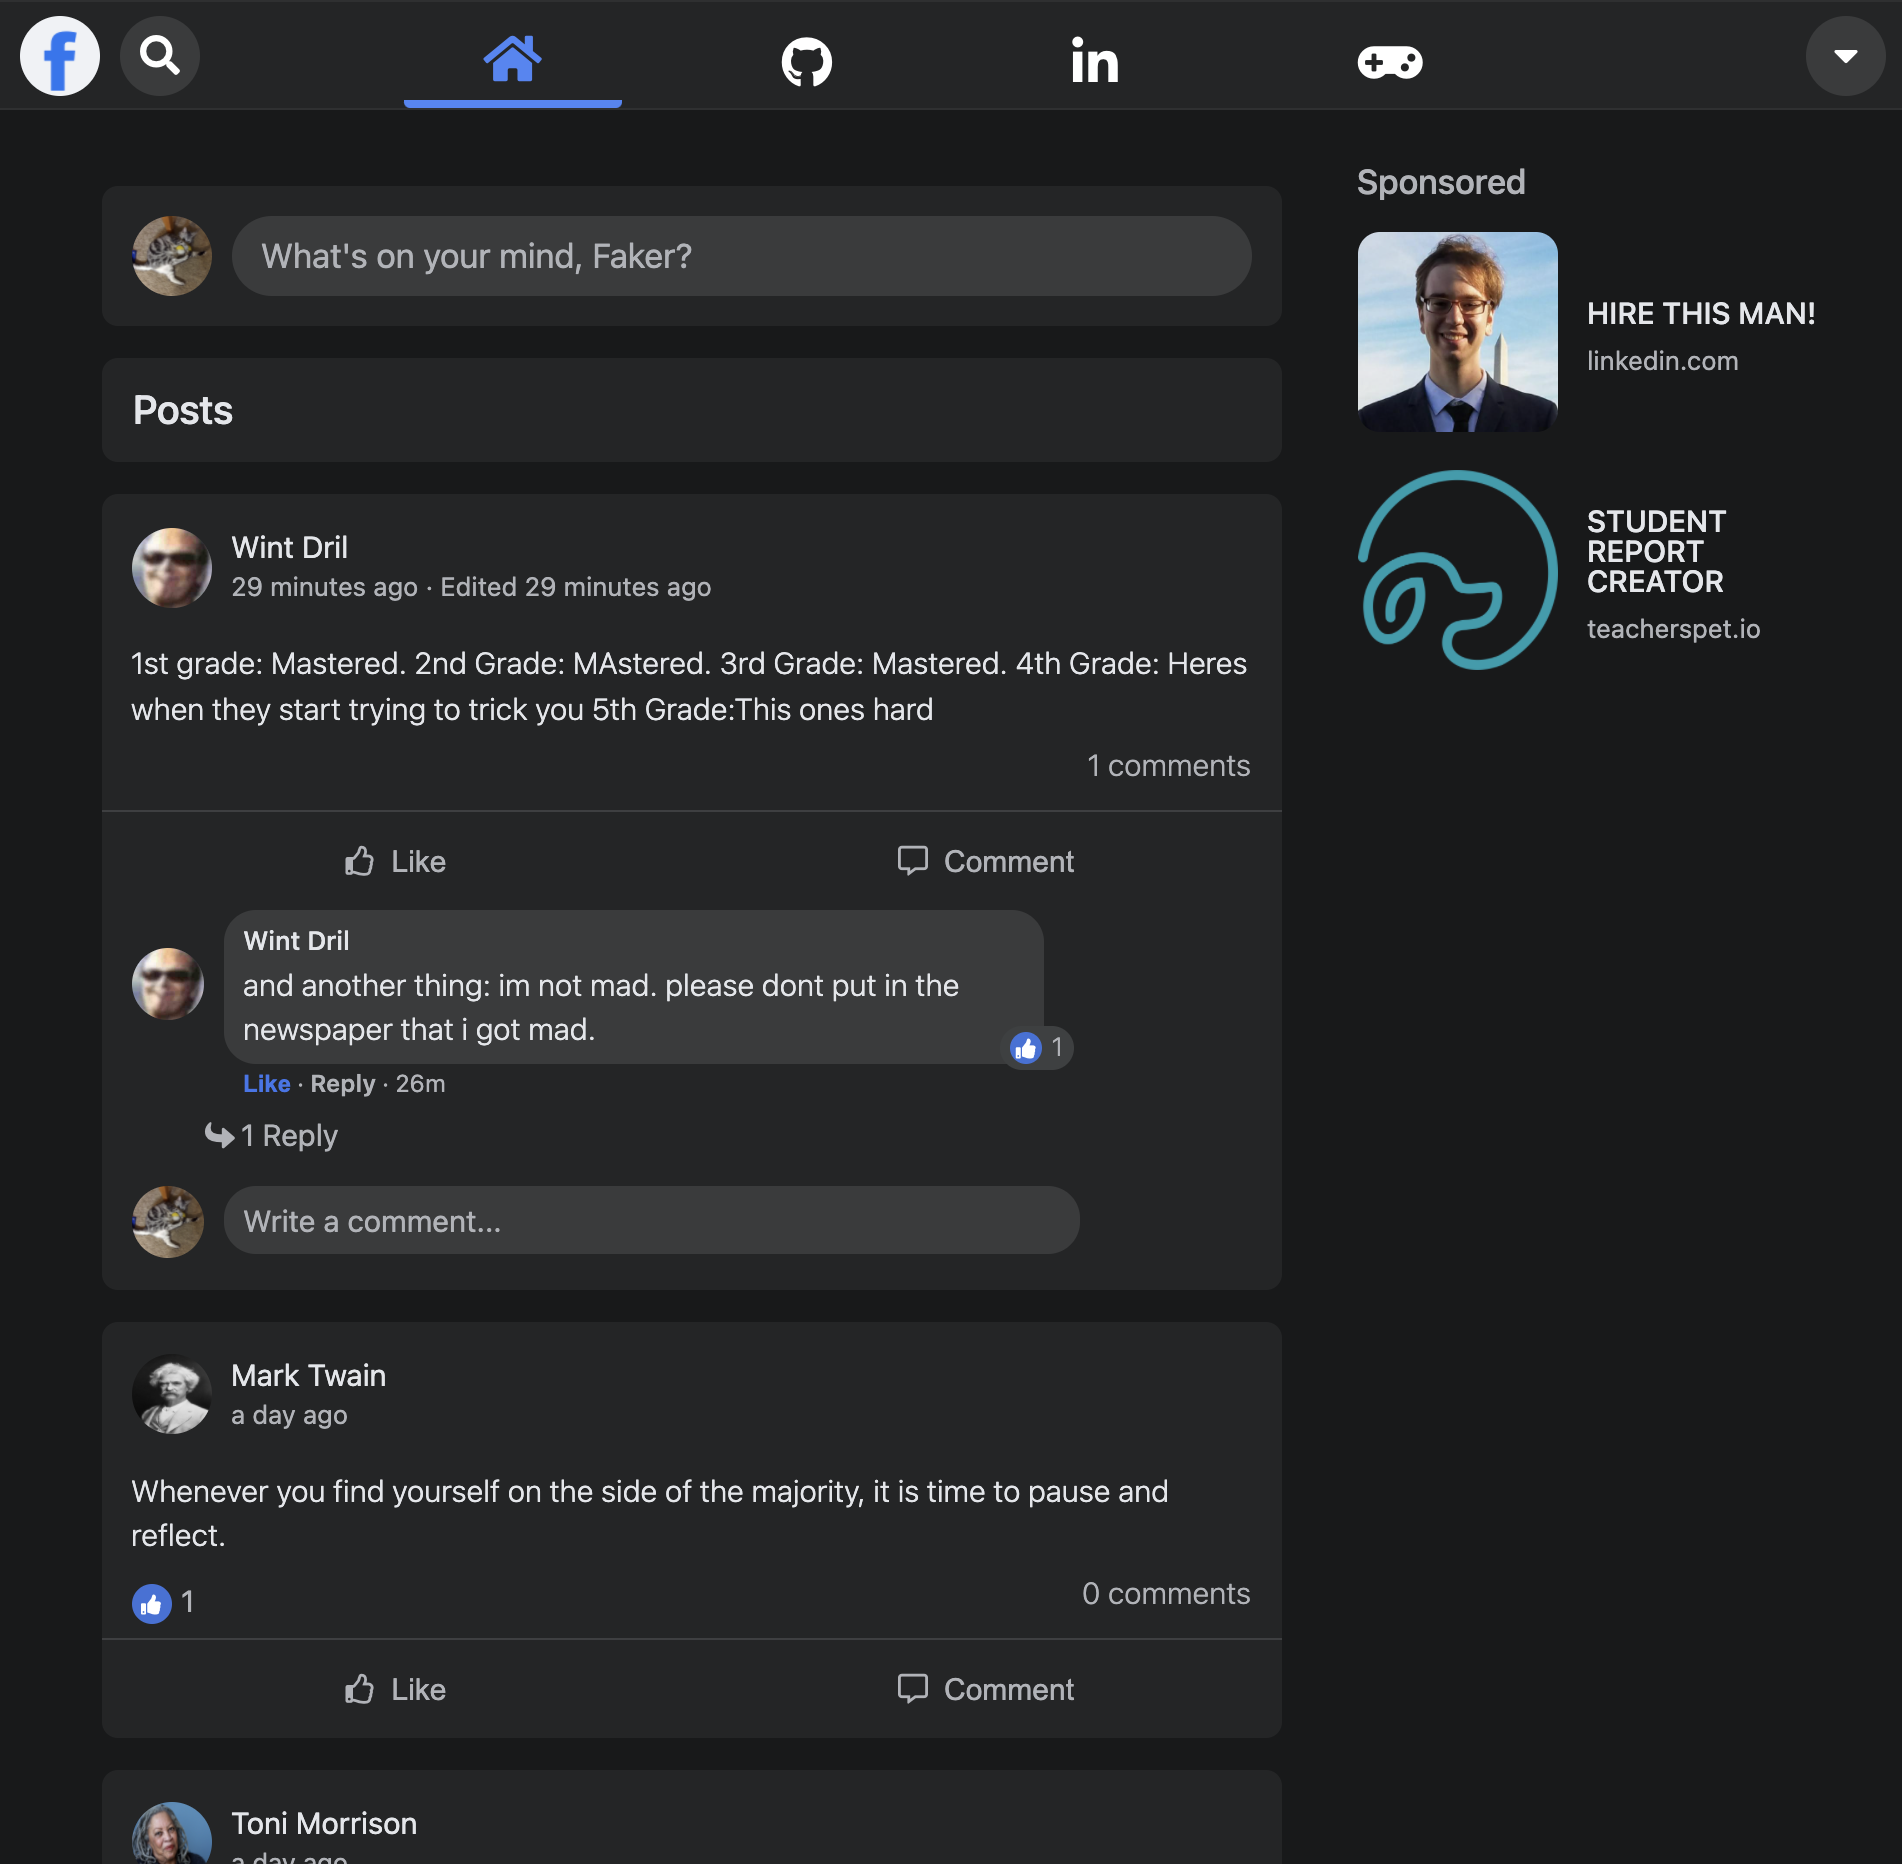 f
in
What's on your mind, Faker?
Posts
Wint Dril
29 minutes ago · Edited 29 minutes ago
1st grade: Mastered. 2nd Grade: MAstered. 3rd Grade: Mastered. 4th Grade: Heres
when they start trying to trick you 5th Grade:This ones hard
1 comments
Like
Comment
Wint Dril
and another thing: im not mad. please dont put in the
newspaper that i got mad.
1
Like · Reply · 26m
1 Reply
Write a comment...
Mark Twain
a day ago
Whenever you find yourself on the side of the majority, it is time to pause and
reflect.
1
0 comments
Like
Comment
Toni Morrison
a day ago
Sponsored
HIRE THIS MAN!
linkedin.com
STUDENT
REPORT
CREATOR
teacherspet.io